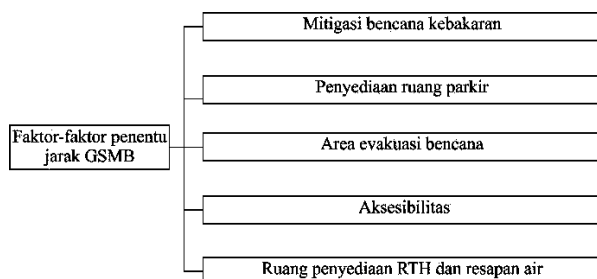 Mitigasi bencana kebakaran
Penyediaan ruang parkir
Faktor-faktor penentu
jarak GSMB
Area evakuasi bencana
Aksesibilitas
Ruang penyediaan RTH dan resapan air